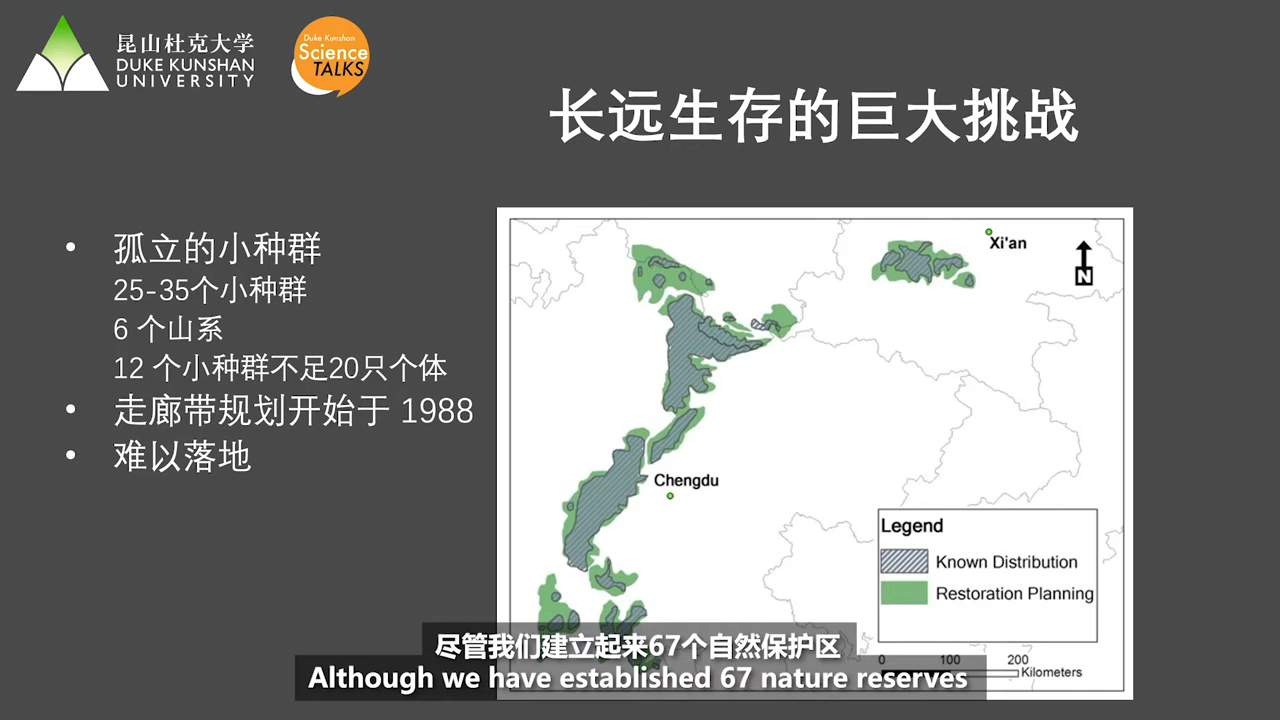 昆山杜克大学
DUKE KUNSHAN
UNIVERSITY
Duke Kunshan
Science
TALKS
长远生存的巨大挑战
• 孤立的小种群
25-35个小种群
6 个山系
12 个小种群不足20只个体
• 走廊带规划开始于 1988
• 难以落地
Xi'an
N
Chengdu
Legend
Known Distribution
Restoration Planning
0 100 200
Kilometers
尽管我们建立起来67个自然保护区
Although we have established 67 nature reserves